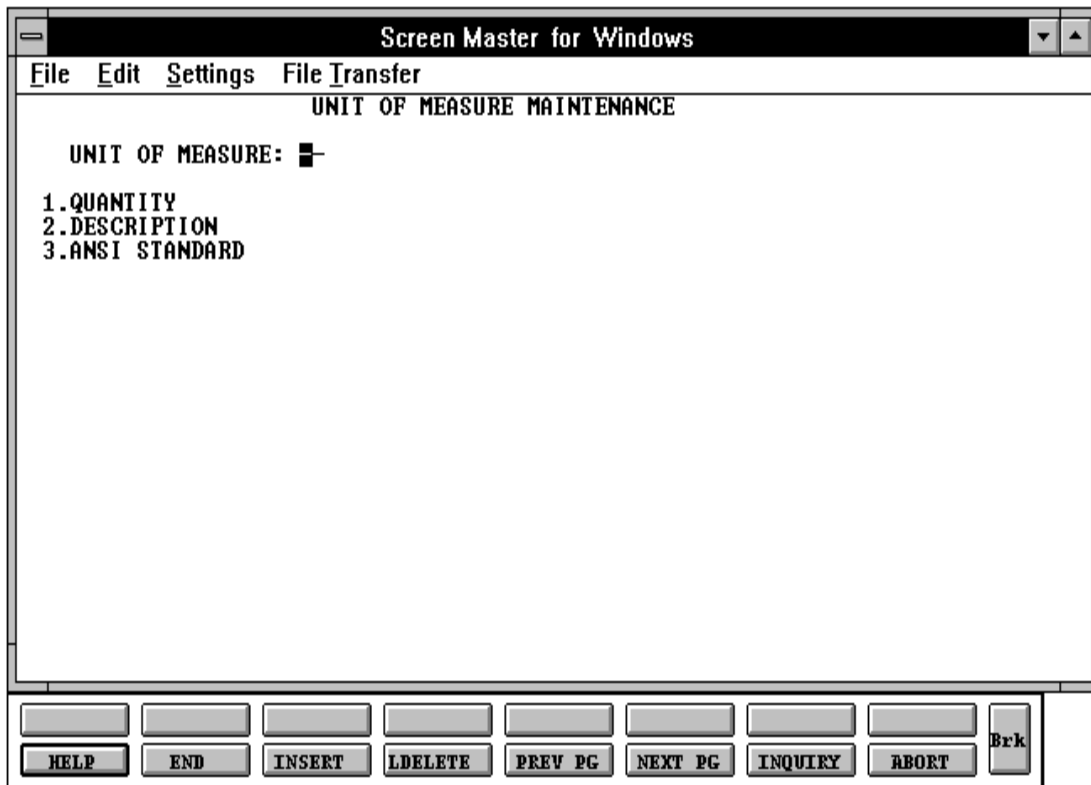 Screen Master for Windows
File Edit Settings File Transfer
UNIT OF MEASURE MAINTENANCE
UNIT OF MEASURE:
1.QUANTITY
2.DESCRIPTION
3.ANSI STANDARD
HELP END INSERT LDELETE PREV PG NEXT PG INQUIRY ABORT Brk